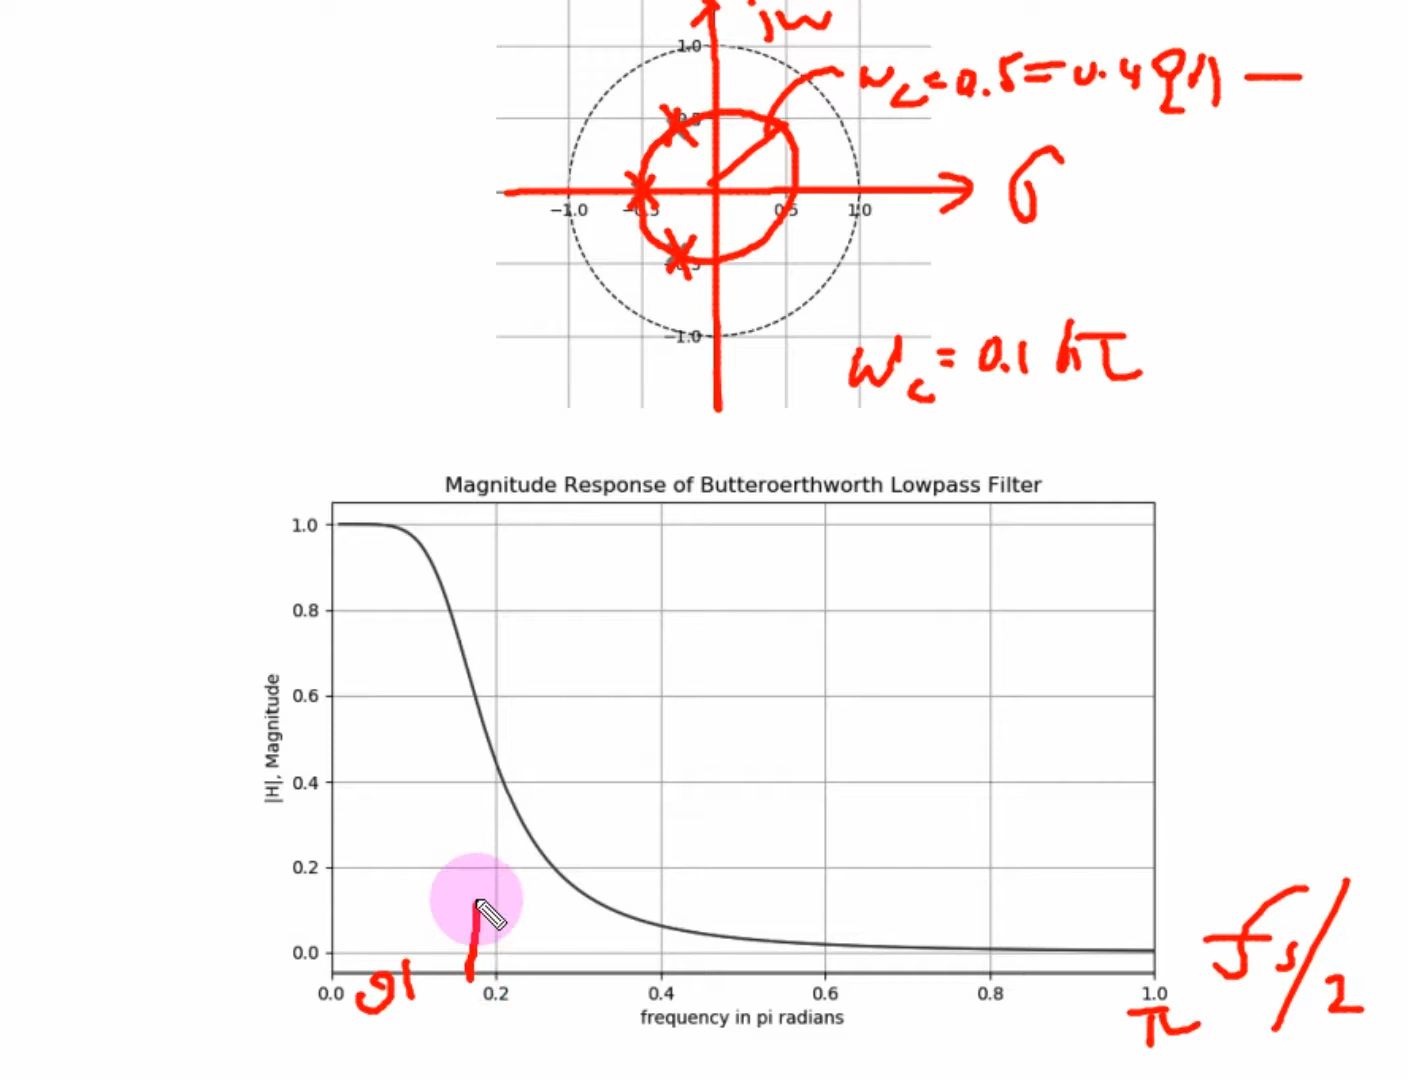 jω
1.0
ωc=0.5=0.4
0.5
-1.0
-0.5
0.5
1.0
σ
-0.5
-1.0
ωc=0.1
Magnitude Response of Butteroerthworth Lowpass Filter
1.0
0.8
0.6
0.4
0.2
0.0
|H|, Magnitude
0.0
0.2
0.4
0.6
0.8
1.0
frequency in pi radians
π
fs/2